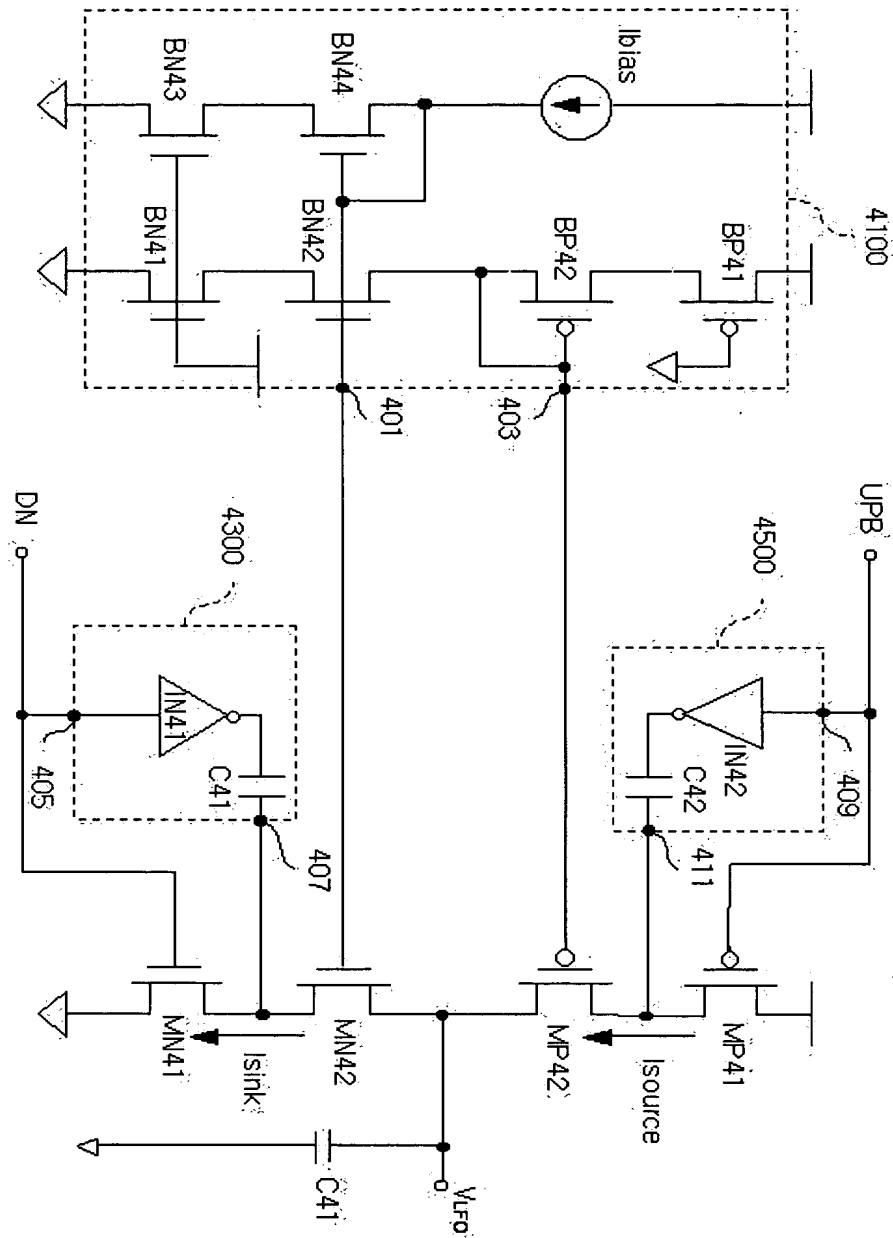 4100
Ibias
BP41
BP42
BN44
BN42
BN43
BN41
401
403
UPB
4500
409
IN42
C42
411
MP41
MP42
Isource
DN
4300
405
IN41
C41
407
MN42
MN41
Isink
VLFO
C41